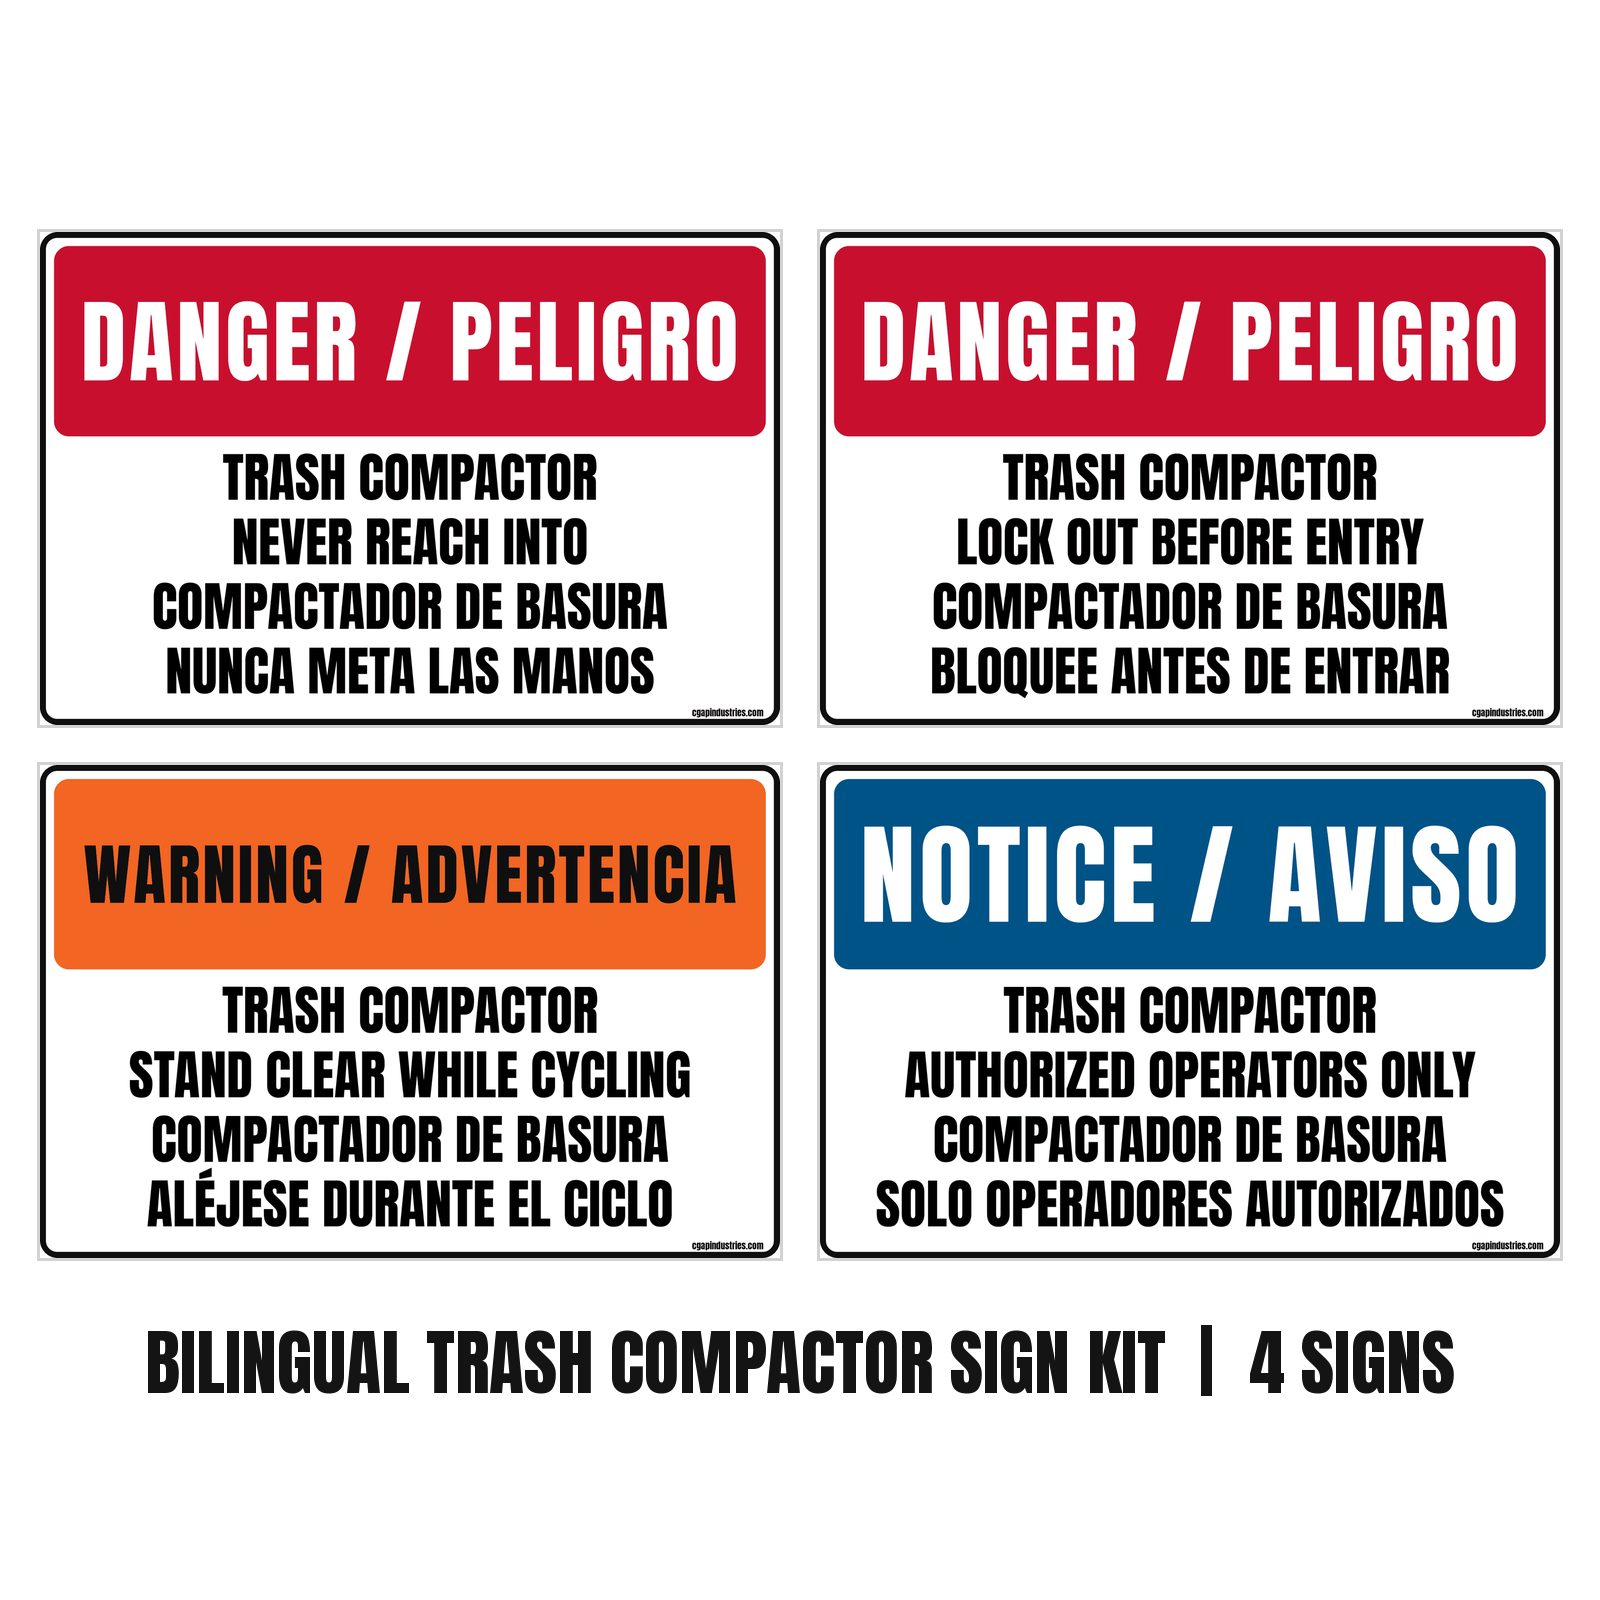 DANGER / PELIGRO
TRASH COMPACTOR
NEVER REACH INTO
COMPACTADOR DE BASURA
NUNCA META LAS MANOS
cgapindustries.com
DANGER / PELIGRO
TRASH COMPACTOR
LOCK OUT BEFORE ENTRY
COMPACTADOR DE BASURA
BLOQUEE ANTES DE ENTRAR
cgapindustries.com
WARNING / ADVERTENCIA
TRASH COMPACTOR
STAND CLEAR WHILE CYCLING
COMPACTADOR DE BASURA
ALÉJESE DURANTE EL CICLO
cgapindustries.com
NOTICE / AVISO
TRASH COMPACTOR
AUTHORIZED OPERATORS ONLY
COMPACTADOR DE BASURA
SOLO OPERADORES AUTORIZADOS
cgapindustries.com
BILINGUAL TRASH COMPACTOR SIGN KIT | 4 SIGNS